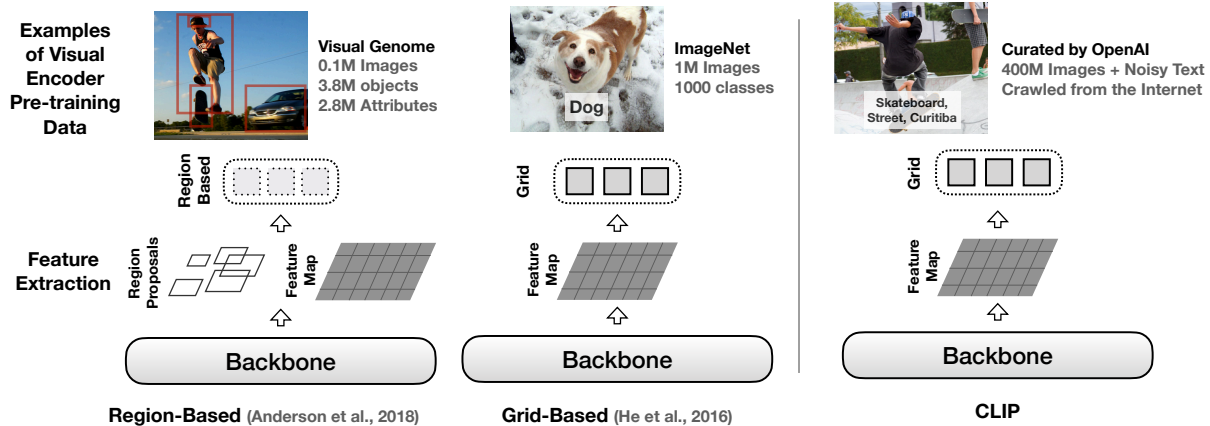 Examples
of Visual
Encoder
Pre-training
Data
Visual Genome
0.1M Images
3.8M objects
2.8M Attributes
Dog
ImageNet
1M Images
1000 classes
Skateboard,
Street, Curitiba
Curated by OpenAI
400M Images + Noisy Text
Crawled from the Internet
Region
Based
Grid
Grid
Feature
Extraction
Region
Proposals
Feature
Map
Feature
Map
Feature
Map
Backbone
Backbone
Backbone
Region-Based (Anderson et al., 2018)
Grid-Based (He et al., 2016)
CLIP